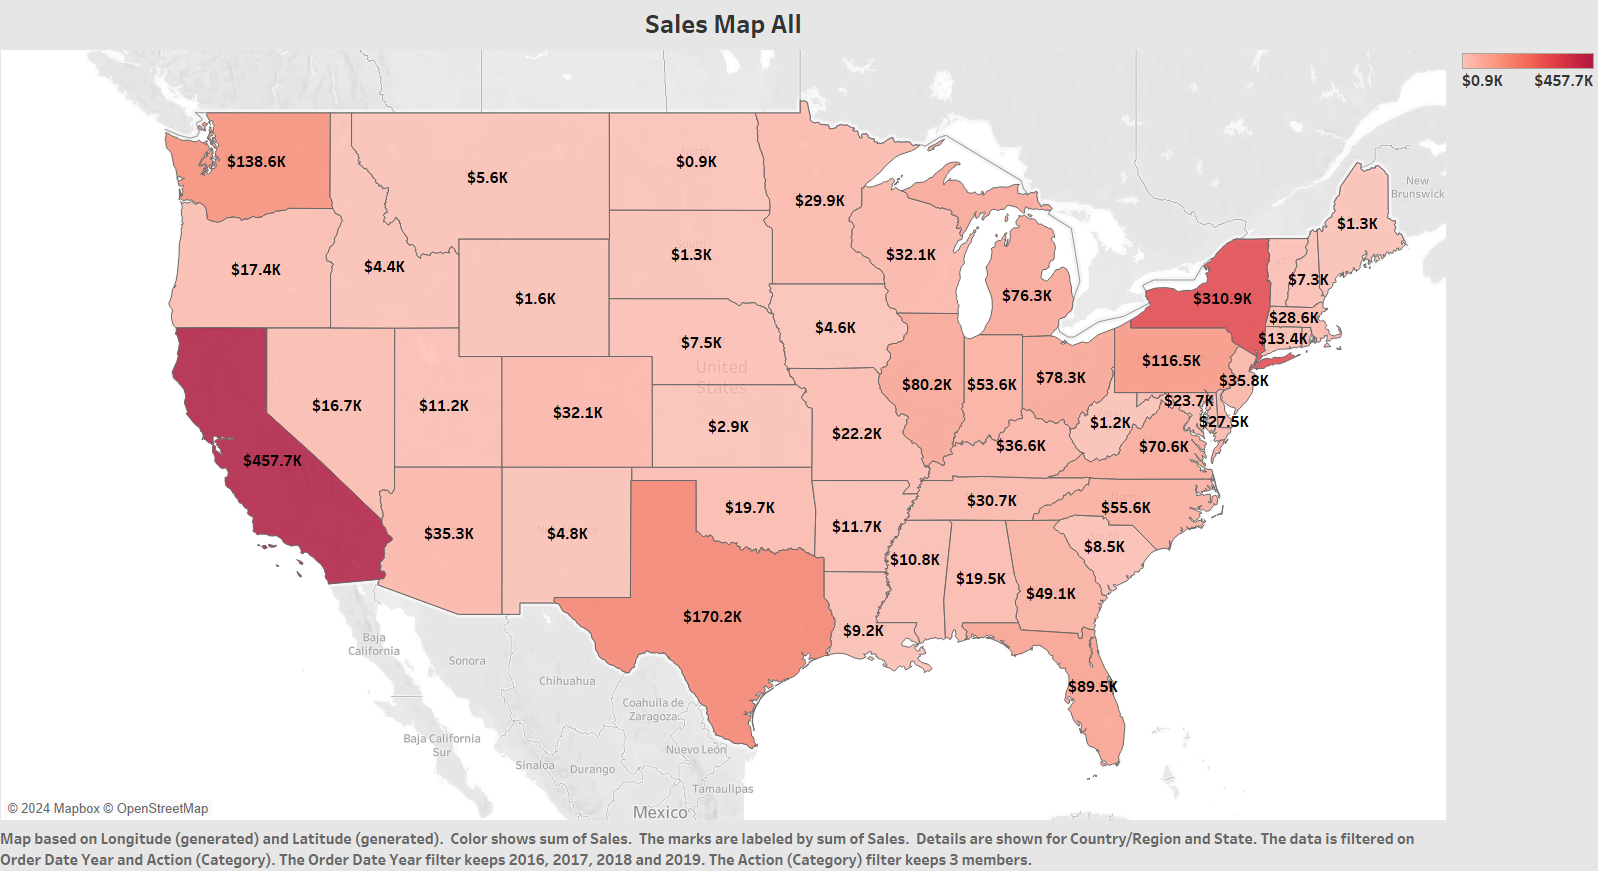 Sales Map All
$0.9K $457.7K
$138.6K
$5.6K
$0.9K
$29.9K
$1.3K
New
Brunswick
$17.4K
$4.4K
$1.6K
$1.3K
$32.1K
$76.3K
$310.9K
$7.3K
$28.6K
$13.4K
$7.5K
$4.6K
United
States
$457.7K
$16.7K
$11.2K
$32.1K
$2.9K
$22.2K
$80.2K
$53.6K
$78.3K
$116.5K
$35.8K
$23.7K
$27.5K
$1.2K
$70.6K
$36.6K
$35.3K
$4.8K
$19.7K
$11.7K
$30.7K
North
$55.6K
$8.5K
$10.8K
$19.5K
$49.1K
$170.2K
$9.2K
$89.5K
Baja
California
Sonora
Chihuahua
Coahuila de
Zaragoza
Baja California
Sur
Nuevo León
Sinaloa
Durango
Tamaulipas
Mexico
© 2024 Mapbox © OpenStreetMap
Map based on Longitude (generated) and Latitude (generated). Color shows sum of Sales. The marks are labeled by sum of Sales. Details are shown for Country/Region and State. The data is filtered on
Order Date Year and Action (Category). The Order Date Year filter keeps 2016, 2017, 2018 and 2019. The Action (Category) filter keeps 3 members.